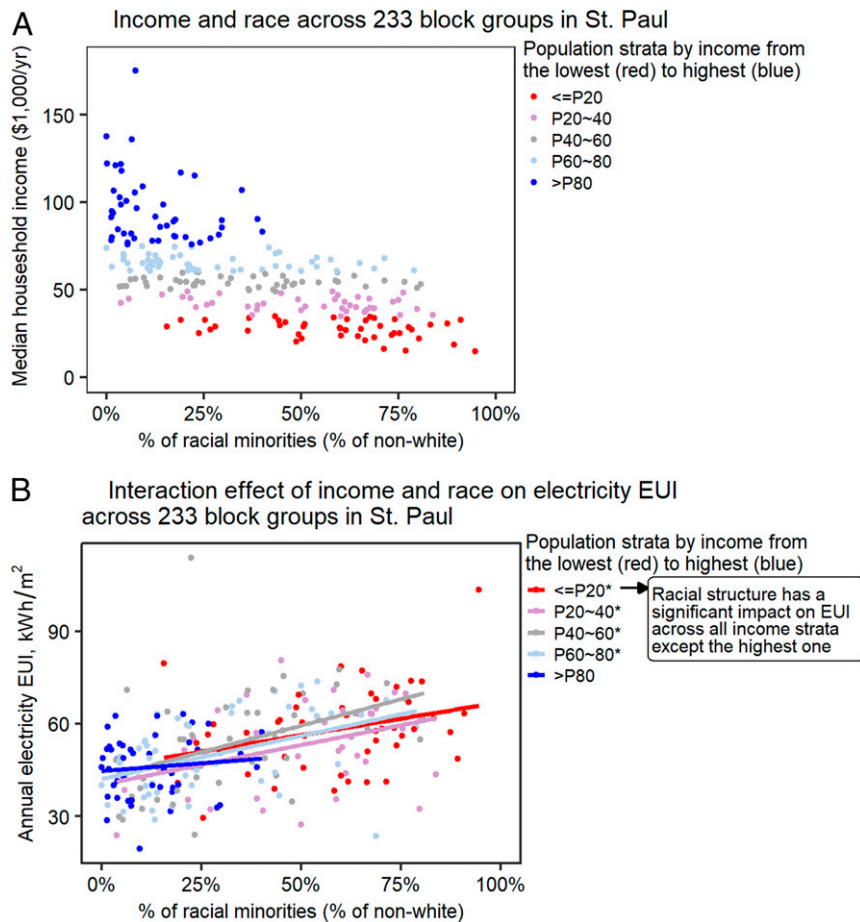 A
Income and race across 233 block groups in St. Paul
Population strata by income from
the lowest (red) to highest (blue)
<=P20
P20~40
P40~60
P60~80
>P80
Median houseshold income ($1,000/yr)
150
100
50
0
0%
25%
50%
75%
100%
% of racial minorities (% of non-white)
B
Interaction effect of income and race on electricity EUI
across 233 block groups in St. Paul
Population strata by income from
the lowest (red) to highest (blue)
<=P20*
P20~40*
P40~60*
P60~80*
>P80
Racial structure has a
significant impact on EUI
across all income strata
except the highest one
Annual electricity EUI, kWh/m²
90
60
30
0%
25%
50%
75%
100%
% of racial minorities (% of non-white)